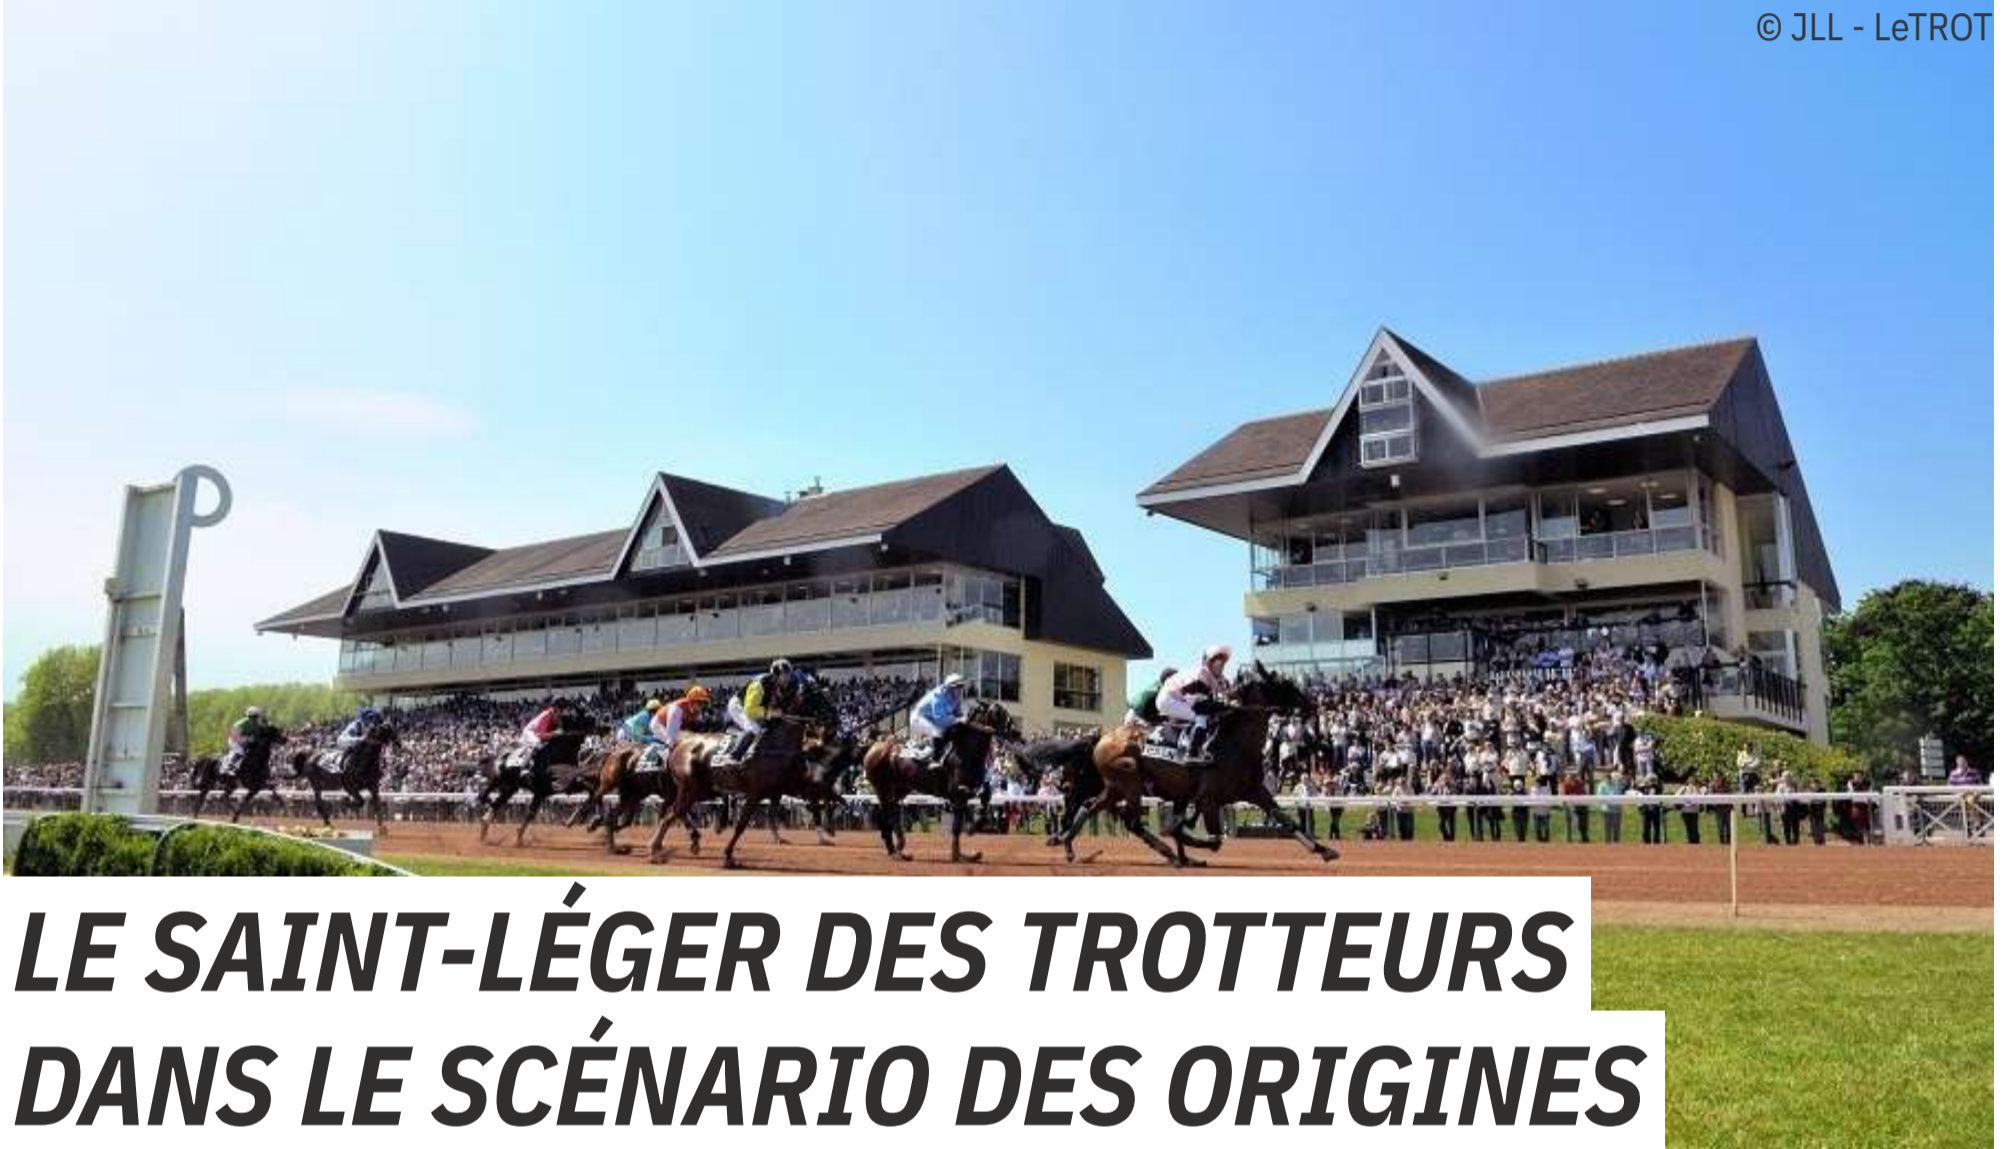 © JLL - LeTROT
LE SAINT-LÉGER DES TROTTEURS
DANS LE SCÉNARIO DES ORIGINES